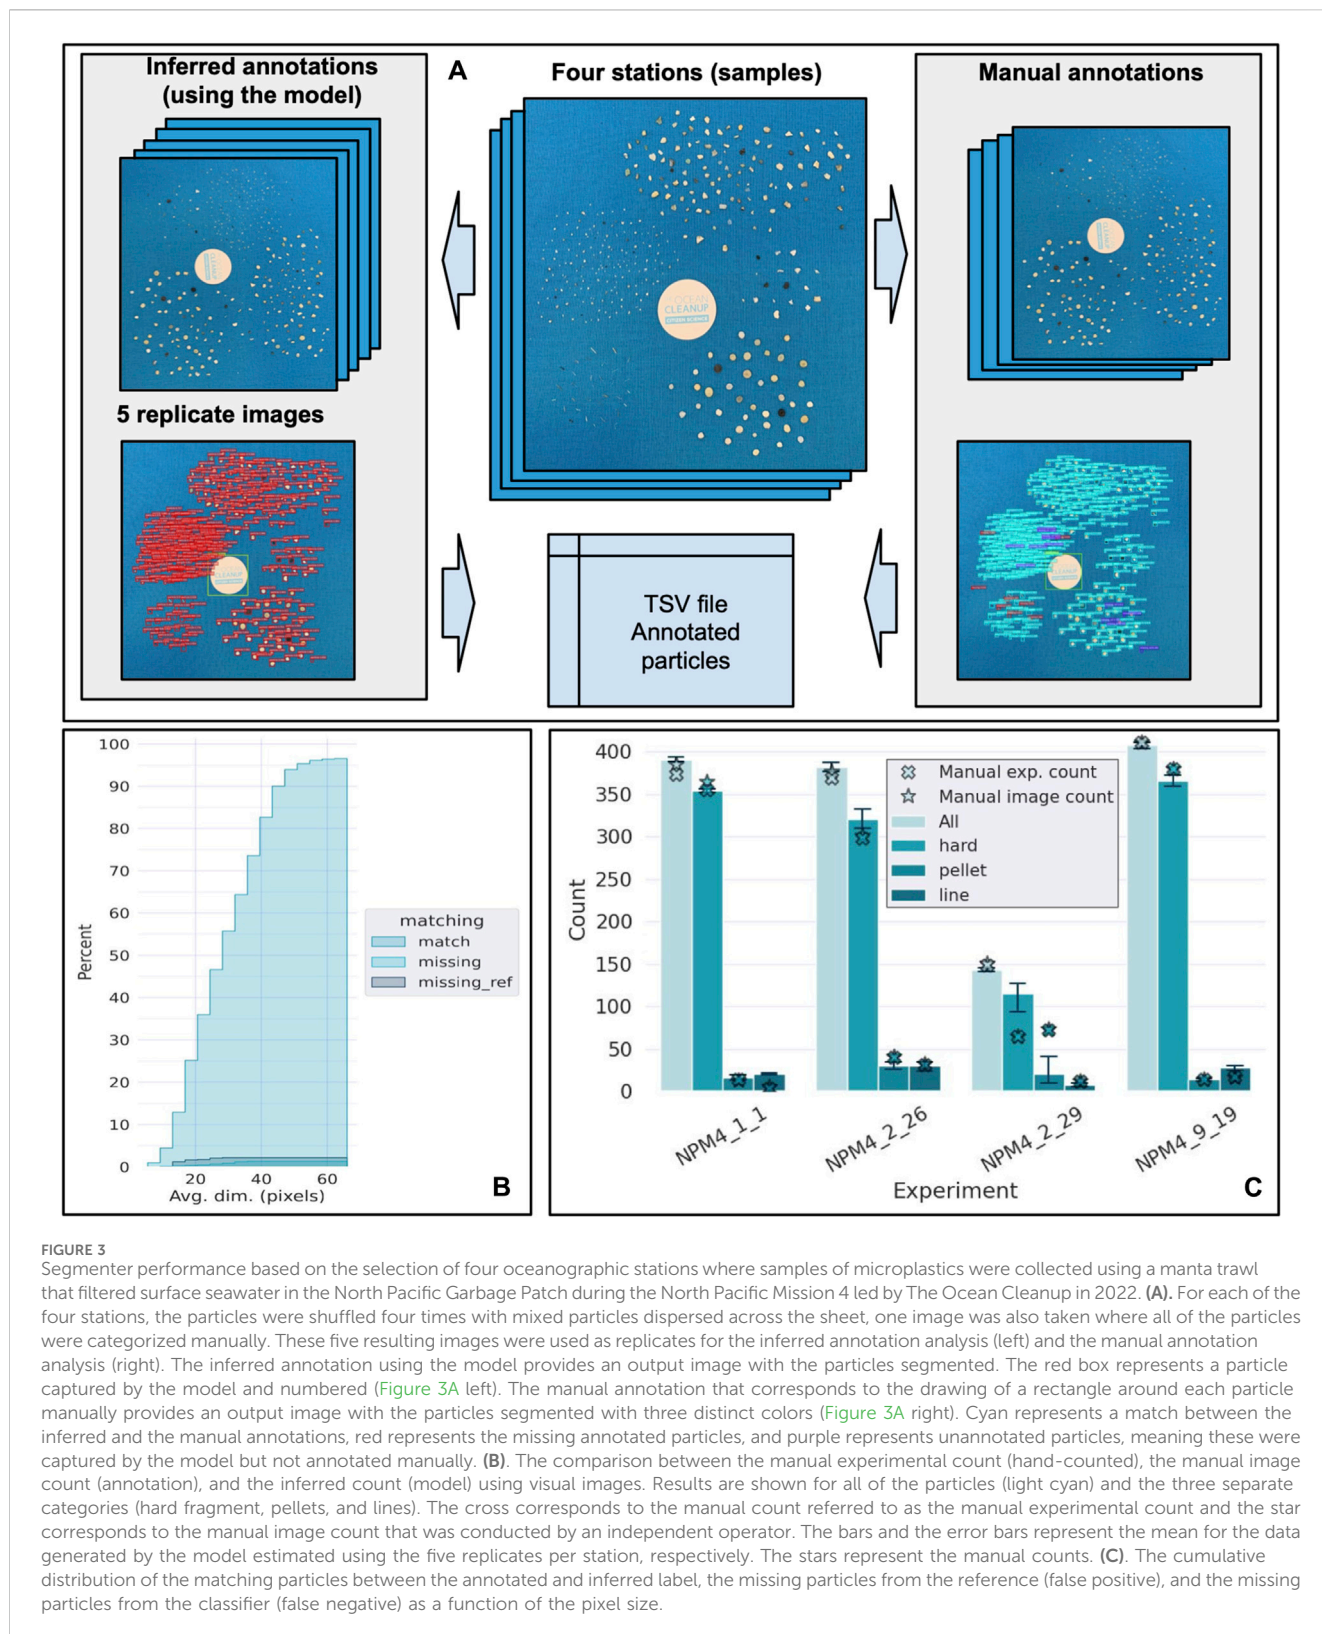 Inferred annotations
(using the model)
A
Four stations (samples)
Manual annotations
OCEAN
CLEANUP
5 replicate images
TSV file
Annotated
particles
100
90
80
70
60
50
40
30
20
10
0
Percent
20
40
60
Avg. dim. (pixels)
matching
match
missing
missing_ref
B
400
350
300
250
200
150
100
50
0
Count
Manual exp. count
Manual image count
All
hard
pellet
line
NPM4_1_1
NPM4_2_26
NPM4_2_29
NPM4_9_19
Experiment
C
FIGURE 3
Segmenter performance based on the selection of four oceanographic stations where samples of microplastics were collected using a manta trawl
that filtered surface seawater in the North Pacific Garbage Patch during the North Pacific Mission 4 led by The Ocean Cleanup in 2022. (A). For each of the
four stations, the particles were shuffled four times with mixed particles dispersed across the sheet, one image was also taken where all of the particles
were categorized manually. These five resulting images were used as replicates for the inferred annotation analysis (left) and the manual annotation
analysis (right). The inferred annotation using the model provides an output image with the particles segmented. The red box represents a particle
captured by the model and numbered (Figure 3A left). The manual annotation that corresponds to the drawing of a rectangle around each particle
manually provides an output image with the particles segmented with three distinct colors (Figure 3A right). Cyan represents a match between the
inferred and the manual annotations, red represents the missing annotated particles, and purple represents unannotated particles, meaning these were
captured by the model but not annotated manually. (B). The comparison between the manual experimental count (hand-counted), the manual image
count (annotation), and the inferred count (model) using visual images. Results are shown for all of the particles (light cyan) and the three separate
categories (hard fragment, pellets, and lines). The cross corresponds to the manual count referred to as the manual experimental count and the star
corresponds to the manual image count that was conducted by an independent operator. The bars and the error bars represent the mean for the data
generated by the model estimated using the five replicates per station, respectively. The stars represent the manual counts. (C). The cumulative
distribution of the matching particles between the annotated and inferred label, the missing particles from the reference (false positive), and the missing
particles from the classifier (false negative) as a function of the pixel size.